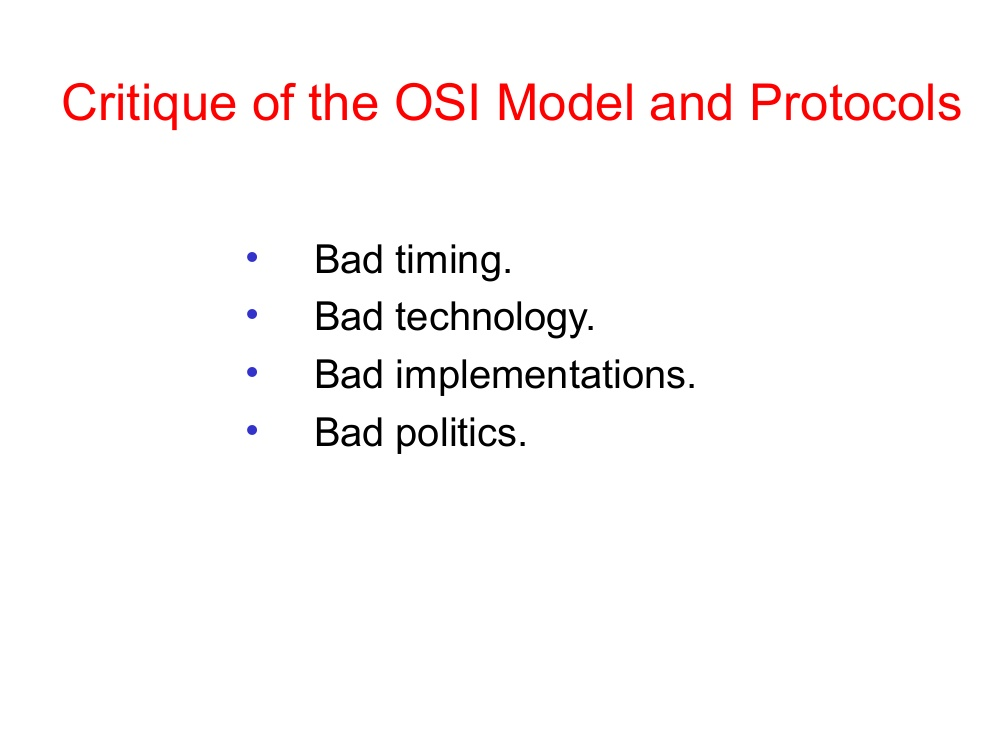 Critique of the OSI Model and Protocols
• Bad timing.
• Bad technology.
• Bad implementations.
• Bad politics.